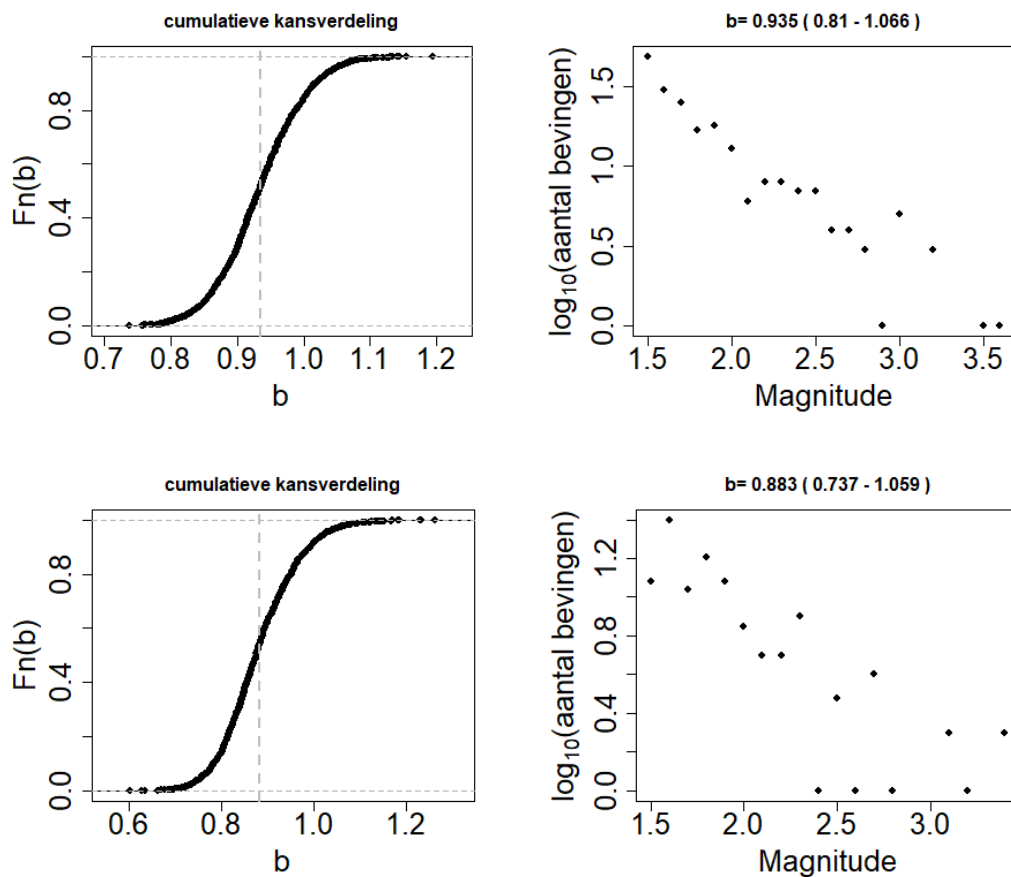 cumulatieve kansverdeling
Fn(b)
0.0 0.4 0.8
0.7 0.8 0.9 1.0 1.1 1.2
b
b= 0.935 ( 0.81 - 1.066 )
log10(aantal bevingen)
0.0 0.5 1.0 1.5
1.5 2.0 2.5 3.0 3.5
Magnitude
cumulatieve kansverdeling
Fn(b)
0.0 0.4 0.8
0.6 0.8 1.0 1.2
b
b= 0.883 ( 0.737 - 1.059 )
log10(aantal bevingen)
0.0 0.4 0.8 1.2
1.5 2.0 2.5 3.0
Magnitude